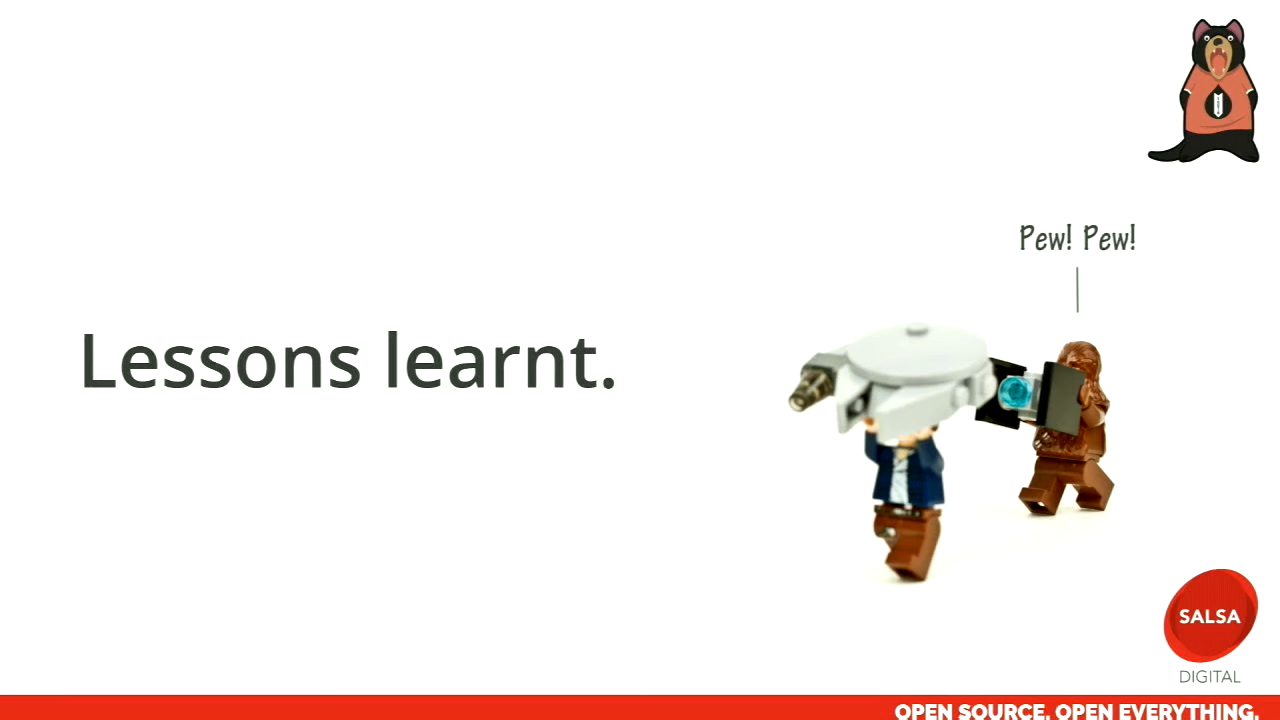 Pew! Pew!
Lessons learnt.
SALSA
DIGITAL
OPEN SOURCE. OPEN EVERYTHING.